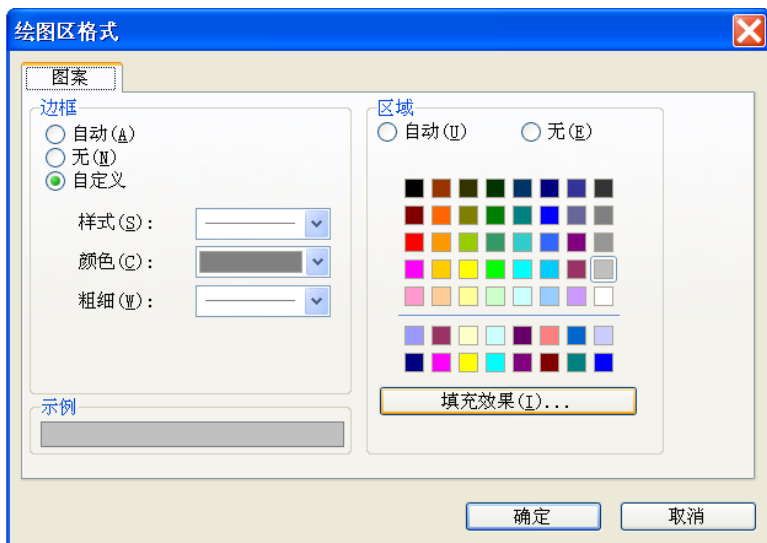 绘图区格式
图案
边框
自动(A)
无(N)
自定义
样式(S):
颜色(C):
粗细(W):
示例
区域
自动(U) 无(E)
填充效果(I)...
确定 取消